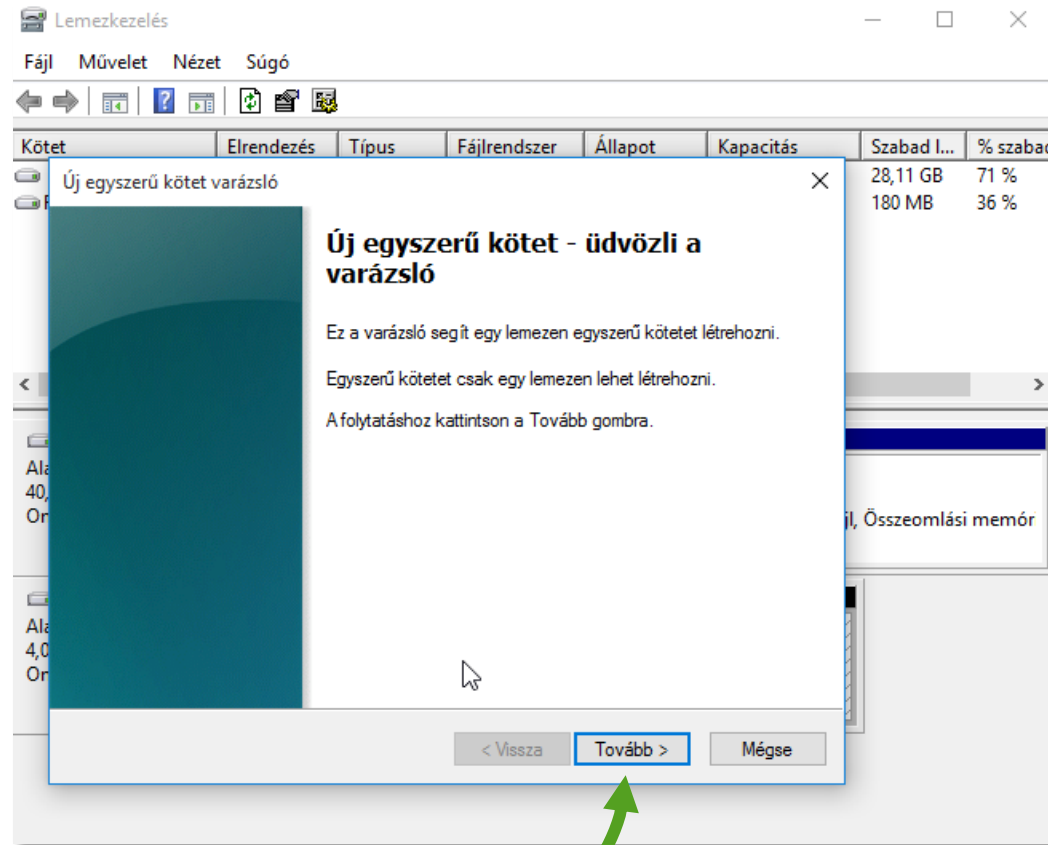 Lemezkezelés
Fájl Művelet Nézet Súgó
Kötet Elrendezés Típus Fájlrendszer Állapot Kapacitás Szabad l... % szabad
28,11 GB 71 %
180 MB 36 %
Új egyszerű kötet varázsló
Új egyszerű kötet - üdvözli a
varázsló
Ez a varázsló segít egy lemezen egyszerű kötetet létrehozni.
Egyszerű kötetet csak egy lemezen lehet létrehozni.
A folytatáshoz kattintson a Tovább gombra.
Összeomlási memór
< Vissza Tovább > Mégse